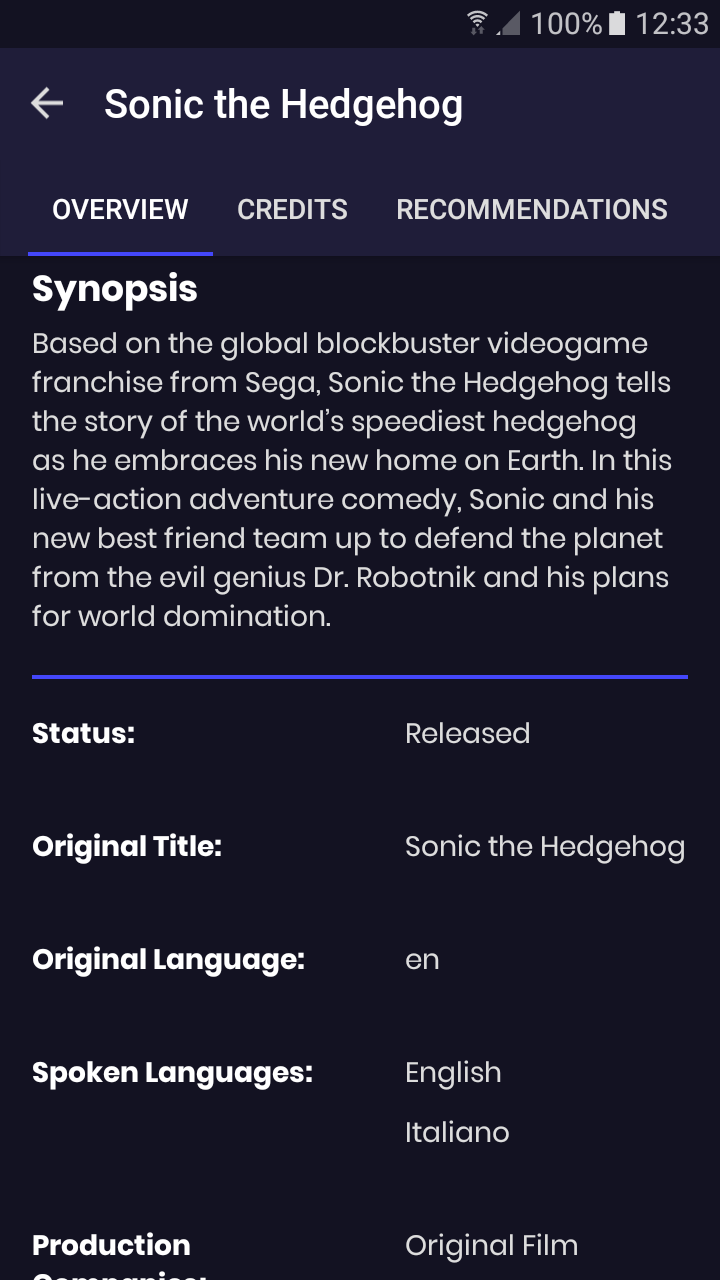 100% 12:33
Sonic the Hedgehog
OVERVIEW CREDITS RECOMMENDATIONS
Synopsis
Based on the global blockbuster videogame
franchise from Sega, Sonic the Hedgehog tells
the story of the world’s speediest hedgehog
as he embraces his new home on Earth. In this
live-action adventure comedy, Sonic and his
new best friend team up to defend the planet
from the evil genius Dr. Robotnik and his plans
for world domination.
Status: Released
Original Title: Sonic the Hedgehog
Original Language: en
Spoken Languages: English
Italiano
Production Original Film
Companies: